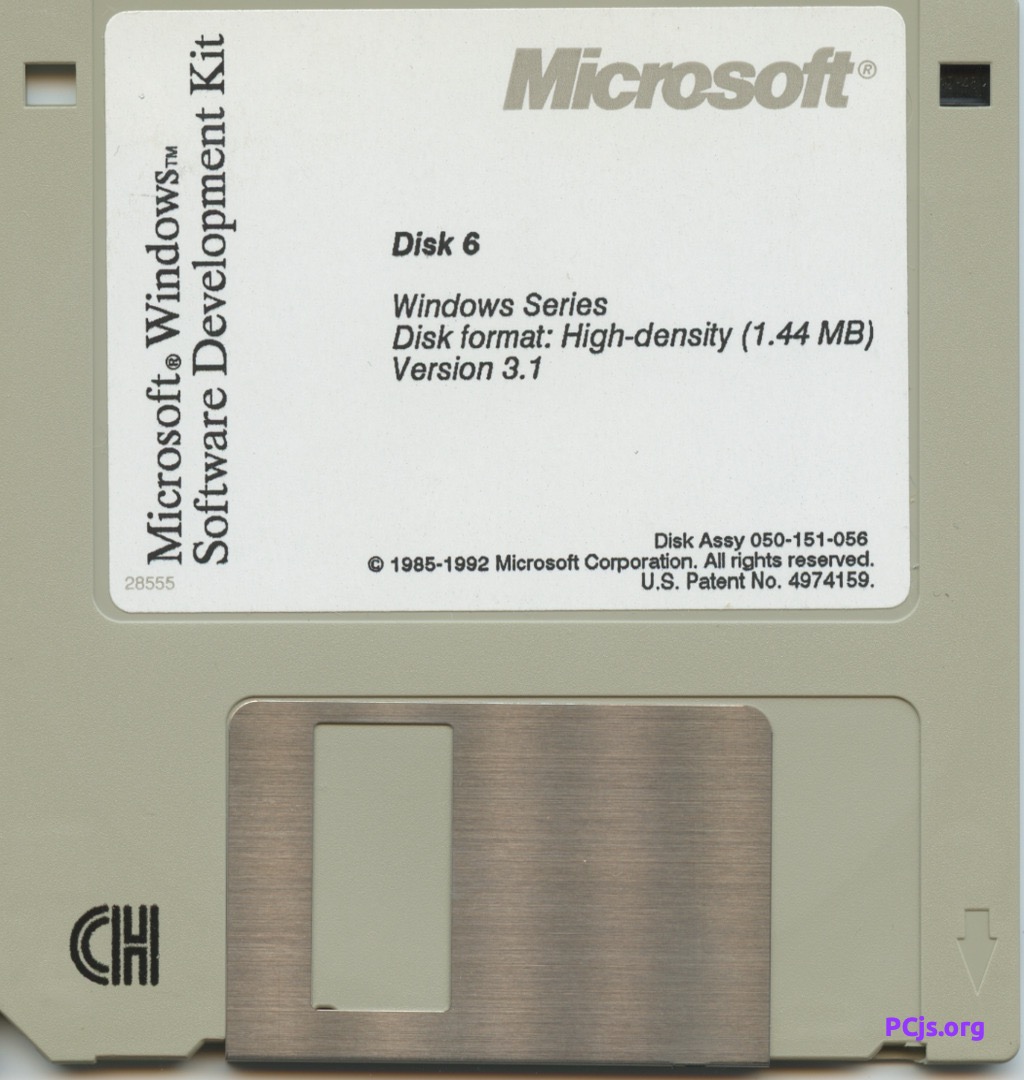 Microsoft® Windows™
Software Development Kit
Microsoft®
Disk 6
Windows Series
Disk format: High-density (1.44 MB)
Version 3.1
Disk Assy 050-151-056
© 1985-1992 Microsoft Corporation. All rights reserved.
U.S. Patent No. 4974159.
28555
CH
PCjs.org